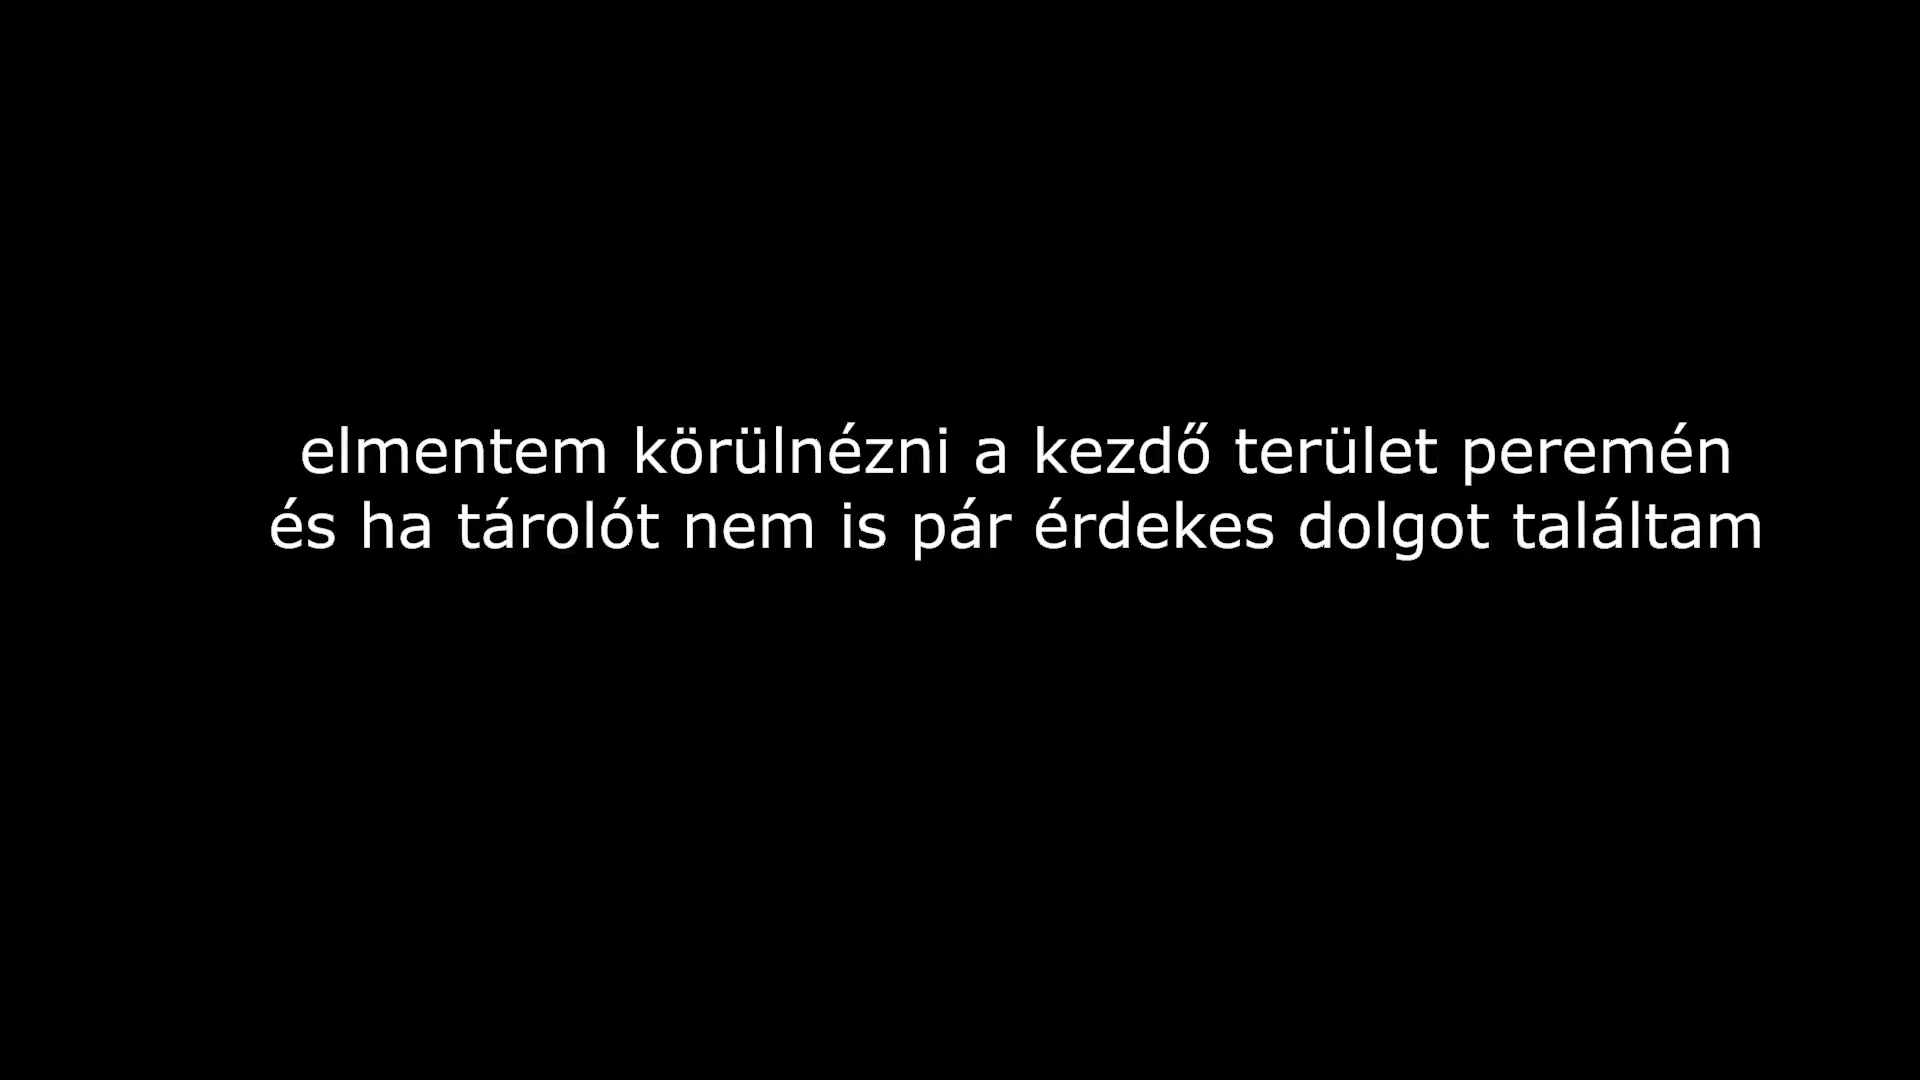 elmentem körülnézni a kezdő terület peremén
és ha tárolót nem is pár érdekes dolgot találtam